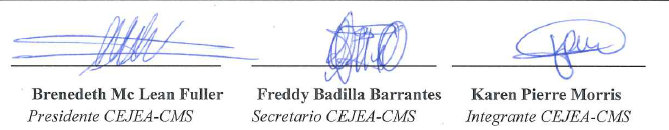 Brenedeth Mc Lean Fuller Freddy Badilla Barrantes Karen Pierre Morris
Presidente CEJEA-CMS Secretario CEJEA-CMS Integrante CEJEA-CMS